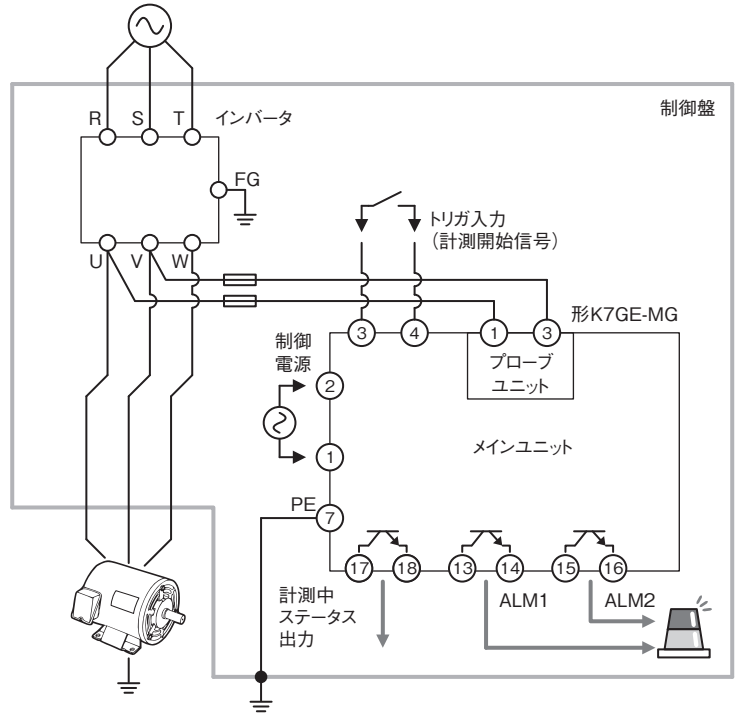 制御盤
R S T インバータ
FG
トリガ入力
（計測開始信号）
U V W
形K7GE-MG
3 4 1 3
プローブ
ユニット
制御
電源
2
メインユニット
1
PE
7
17 18 13 14 15 16
計測中
ステータス
出力
ALM1 ALM2